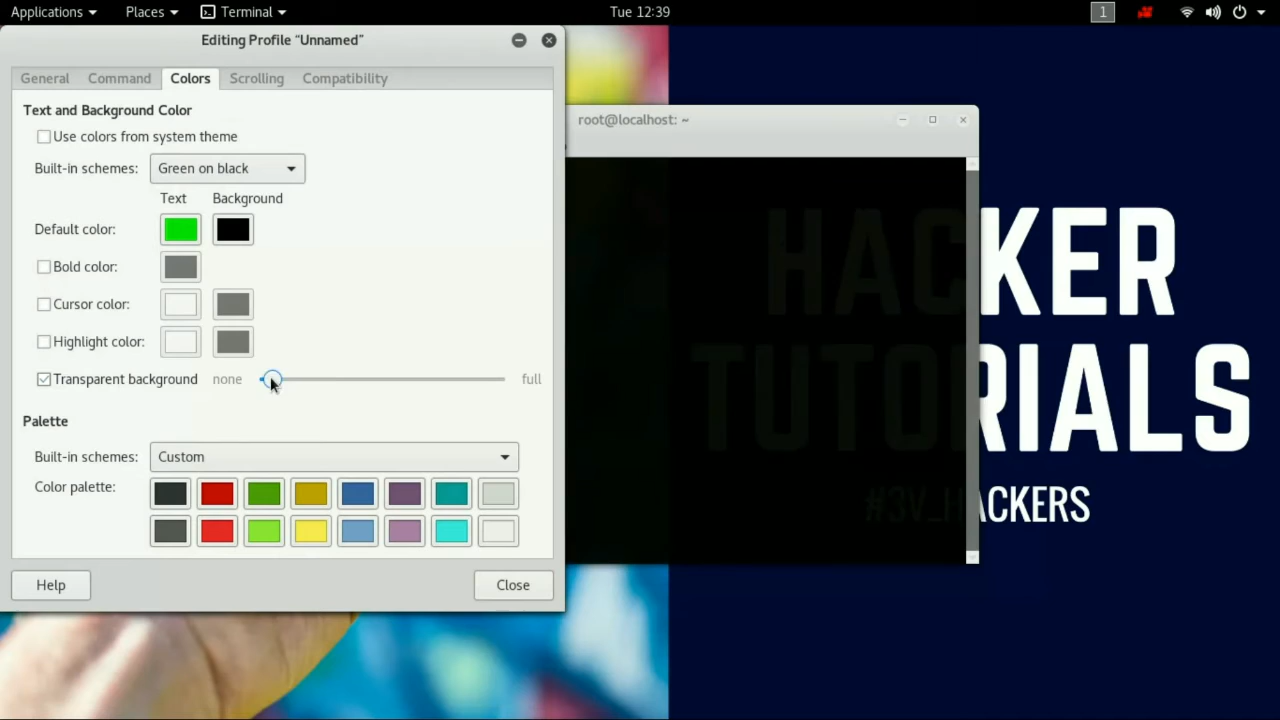 Applications Places Terminal Tue 12:39 1
Editing Profile “Unnamed”
General Command Colors Scrolling Compatibility
Text and Background Color
Use colors from system theme
Built-in schemes: Green on black
Text Background
Default color:
Bold color:
Cursor color:
Highlight color:
Transparent background none full
Palette
Built-in schemes: Custom
Color palette:
Help Close
root@localhost: ~
HACKER
TUTORIALS
#3V_HACKERS